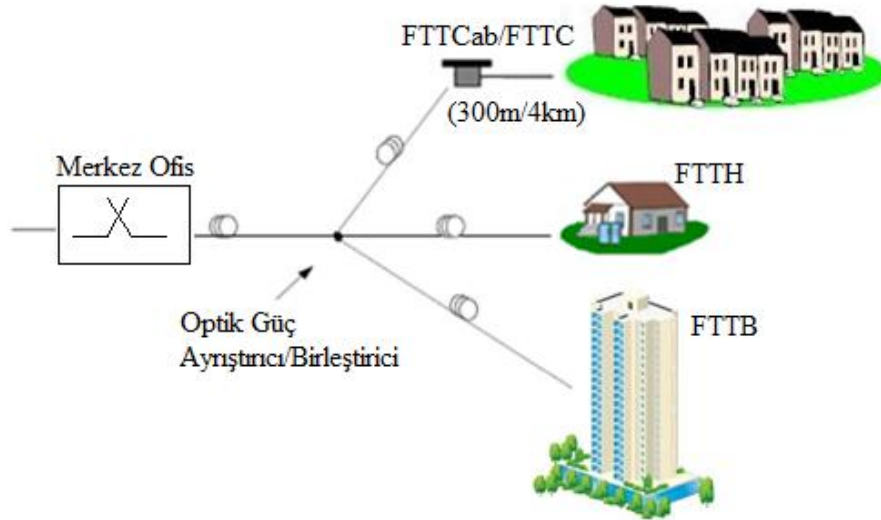 FTTCab/FTTC
(300m/4km)
Merkez Ofis
FTTH
Optik Güç
Ayrıştırıcı/Birleştirici
FTTB